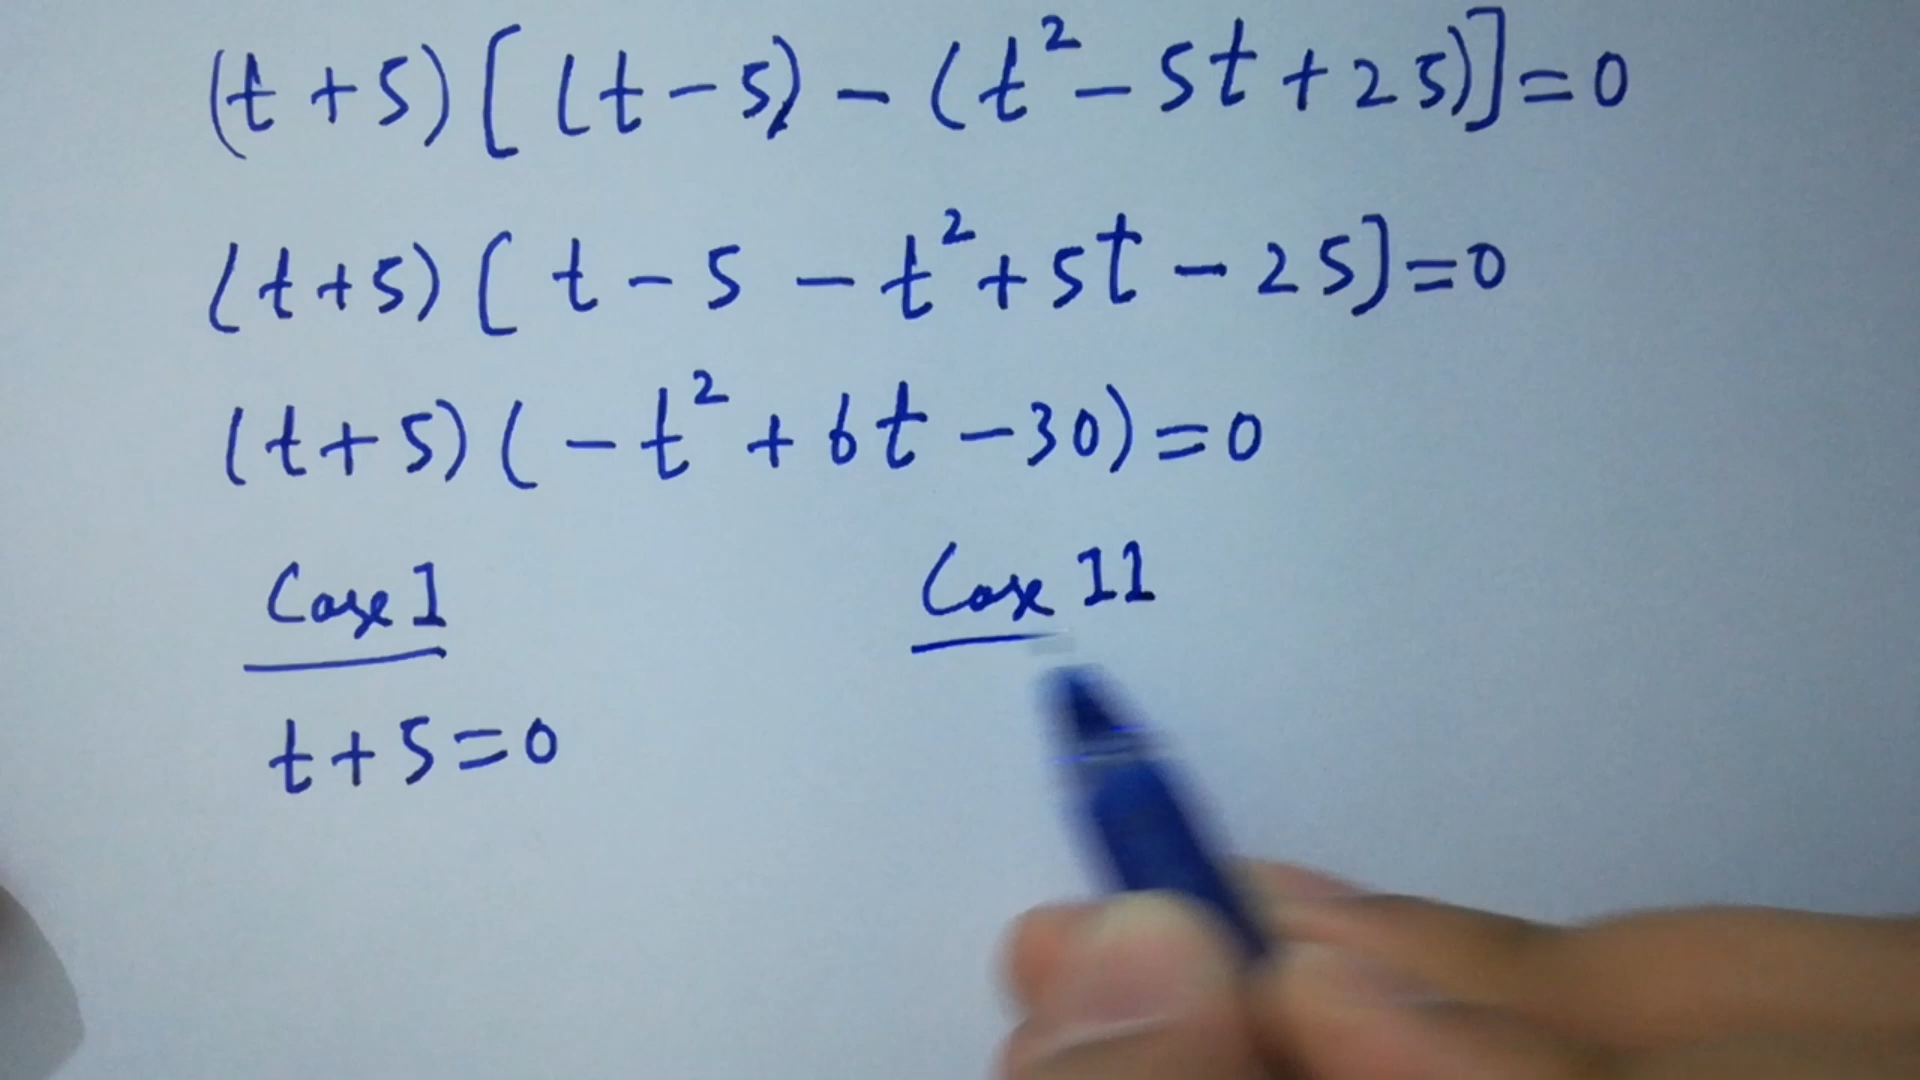 (t+5)[(t-5)-(t²-5t+25)]=0
(t+5)[t-5-t²+5t-25]=0
(t+5)(-t²+6t-30)=0
Case I
Case II
t+5=0